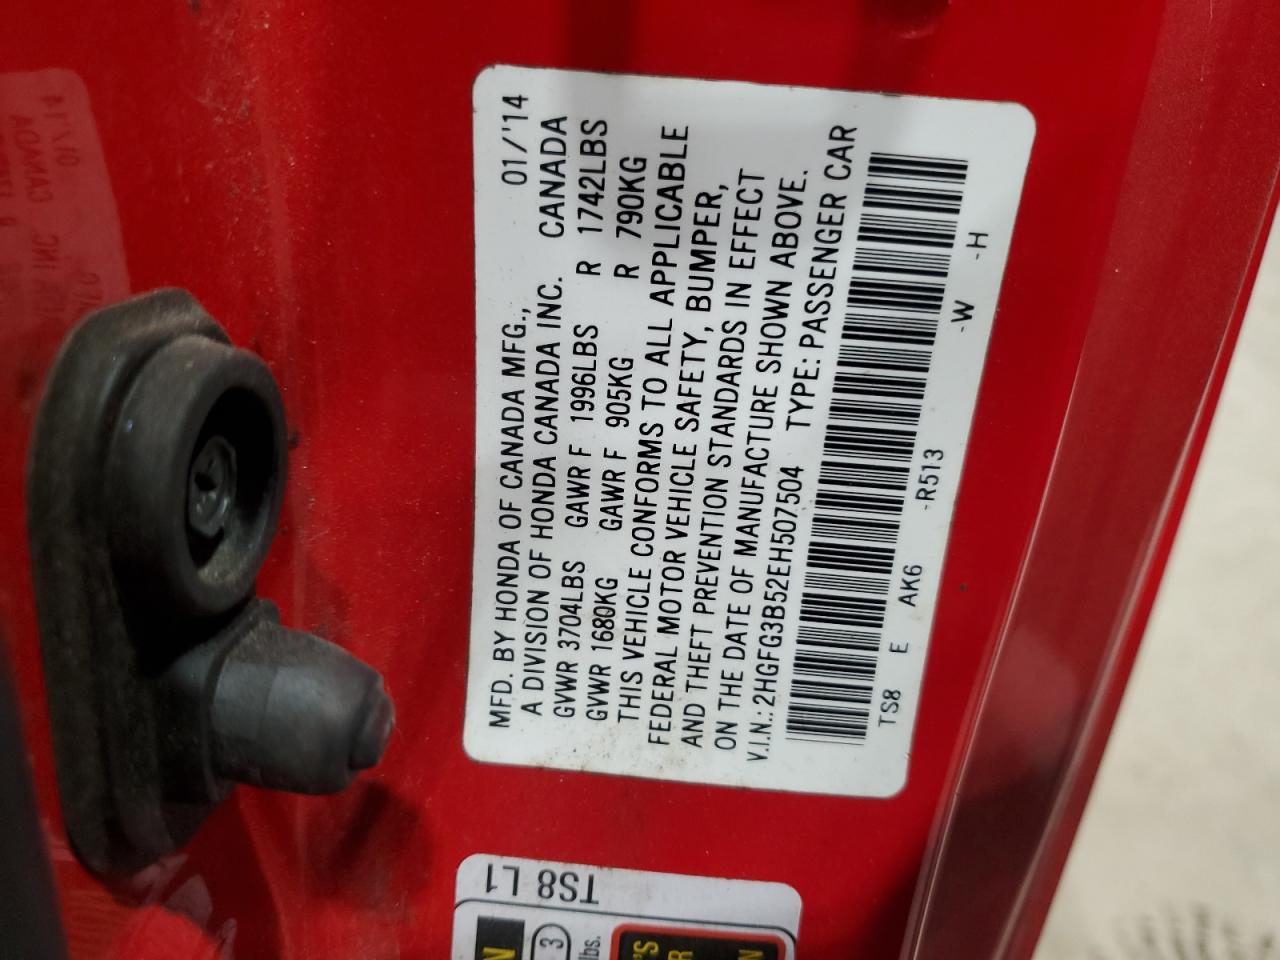 MFD. BY HONDA OF CANADA MFG., 01/'14
A DIVISION OF HONDA CANADA INC. CANADA
GVWR 3704LBS GAWR F 1996LBS R 1742LBS
GVWR 1680KG GAWR F 905KG R 790KG
THIS VEHICLE CONFORMS TO ALL APPLICABLE
FEDERAL MOTOR VEHICLE SAFETY, BUMPER,
AND THEFT PREVENTION STANDARDS IN EFFECT
ON THE DATE OF MANUFACTURE SHOWN ABOVE.
V.I.N.: 2HGFG3B52EH507504 TYPE: PASSENGER CAR
TS8 E AK6 -R513 -W -H
TS8 L1
3
lbs.
'S
R
N
N